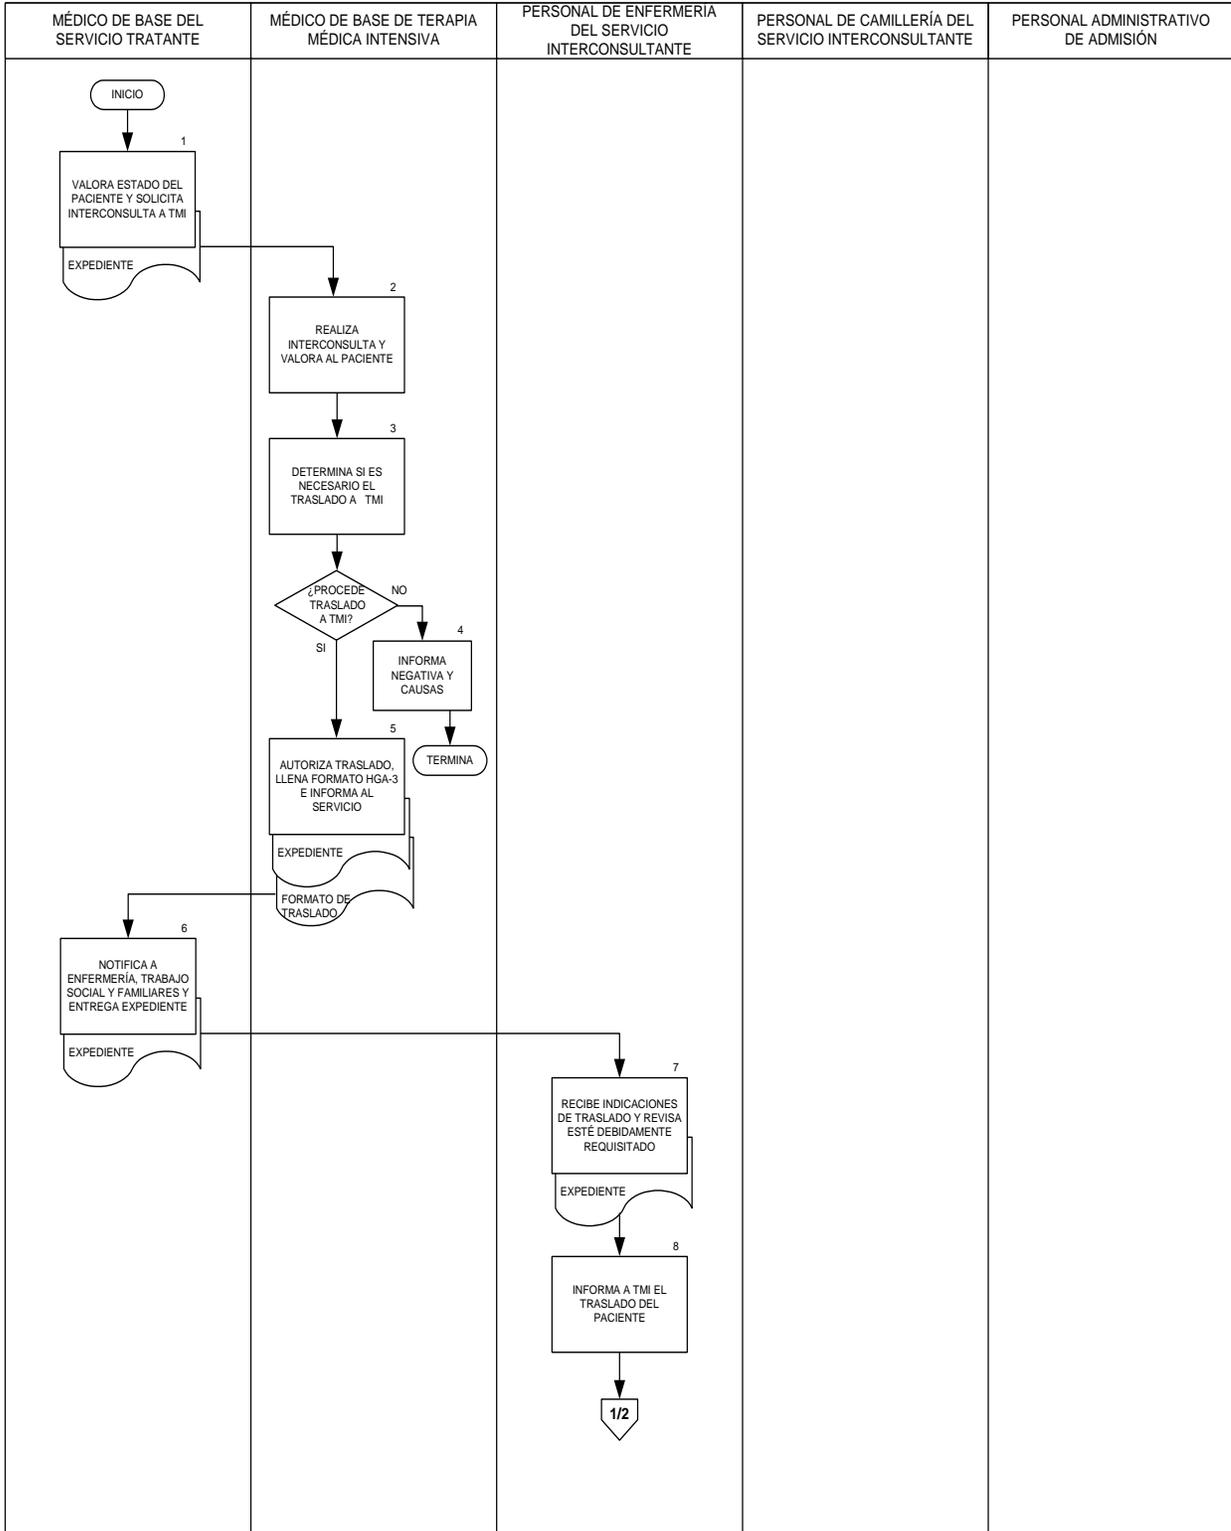 MÉDICO DE BASE DEL
SERVICIO TRATANTE
MÉDICO DE BASE DE TERAPIA
MÉDICA INTENSIVA
PERSONAL DE ENFERMERIA
DEL SERVICIO
INTERCONSULTANTE
PERSONAL DE CAMILLERÍA DEL
SERVICIO INTERCONSULTANTE
PERSONAL ADMINISTRATIVO
DE ADMISIÓN
INICIO
1
VALORA ESTADO DEL
PACIENTE Y SOLICITA
INTERCONSULTA A TMI
EXPEDIENTE
2
REALIZA
INTERCONSULTA Y
VALORA AL PACIENTE
3
DETERMINA SI ES
NECESARIO EL
TRASLADO A TMI
¿PROCEDE
TRASLADO
A TMI?
NO
SI
4
INFORMA
NEGATIVA Y
CAUSAS
TERMINA
5
AUTORIZA TRASLADO,
LLENA FORMATO HGA-3
E INFORMA AL
SERVICIO
EXPEDIENTE
FORMATO DE
TRASLADO
6
NOTIFICA A
ENFERMERÍA, TRABAJO
SOCIAL Y FAMILIARES Y
ENTREGA EXPEDIENTE
EXPEDIENTE
7
RECIBE INDICACIONES
DE TRASLADO Y REVISA
ESTÉ DEBIDAMENTE
REQUISITADO
EXPEDIENTE
8
INFORMA A TMI EL
TRASLADO DEL
PACIENTE
1/2